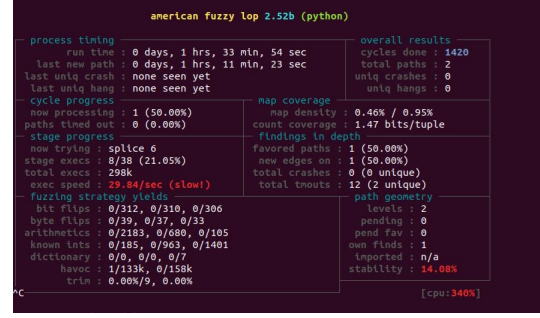 american fuzzy lop 2.52b (python)
process timing overall results
run time : 0 days, 1 hrs, 33 min, 54 sec cycles done : 1420
last new path : 0 days, 1 hrs, 11 min, 23 sec total paths : 2
last uniq crash : none seen yet uniq crashes : 0
last uniq hang : none seen yet uniq hangs : 0
cycle progress map coverage
now processing : 1 (50.00%) map density : 0.46% / 0.95%
paths timed out : 0 (0.00%) count coverage : 1.47 bits/tuple
stage progress findings in depth
now trying : splice 6 favored paths : 1 (50.00%)
stage execs : 8/38 (21.05%) new edges on : 1 (50.00%)
total execs : 298k total crashes : 0 (0 unique)
exec speed : 29.84/sec (slow!) total tmouts : 12 (2 unique)
fuzzing strategy yields path geometry
bit flips : 0/312, 0/310, 0/306 levels : 2
byte flips : 0/39, 0/37, 0/33 pending : 0
arithmetics : 0/2183, 0/680, 0/105 pend fav : 0
known ints : 0/185, 0/963, 0/1401 own finds : 1
dictionary : 0/0, 0/0, 0/7 imported : n/a
havoc : 1/133k, 0/158k stability : 14.08%
trim : 0.00%/9, 0.00%
^C [cpu:340%]